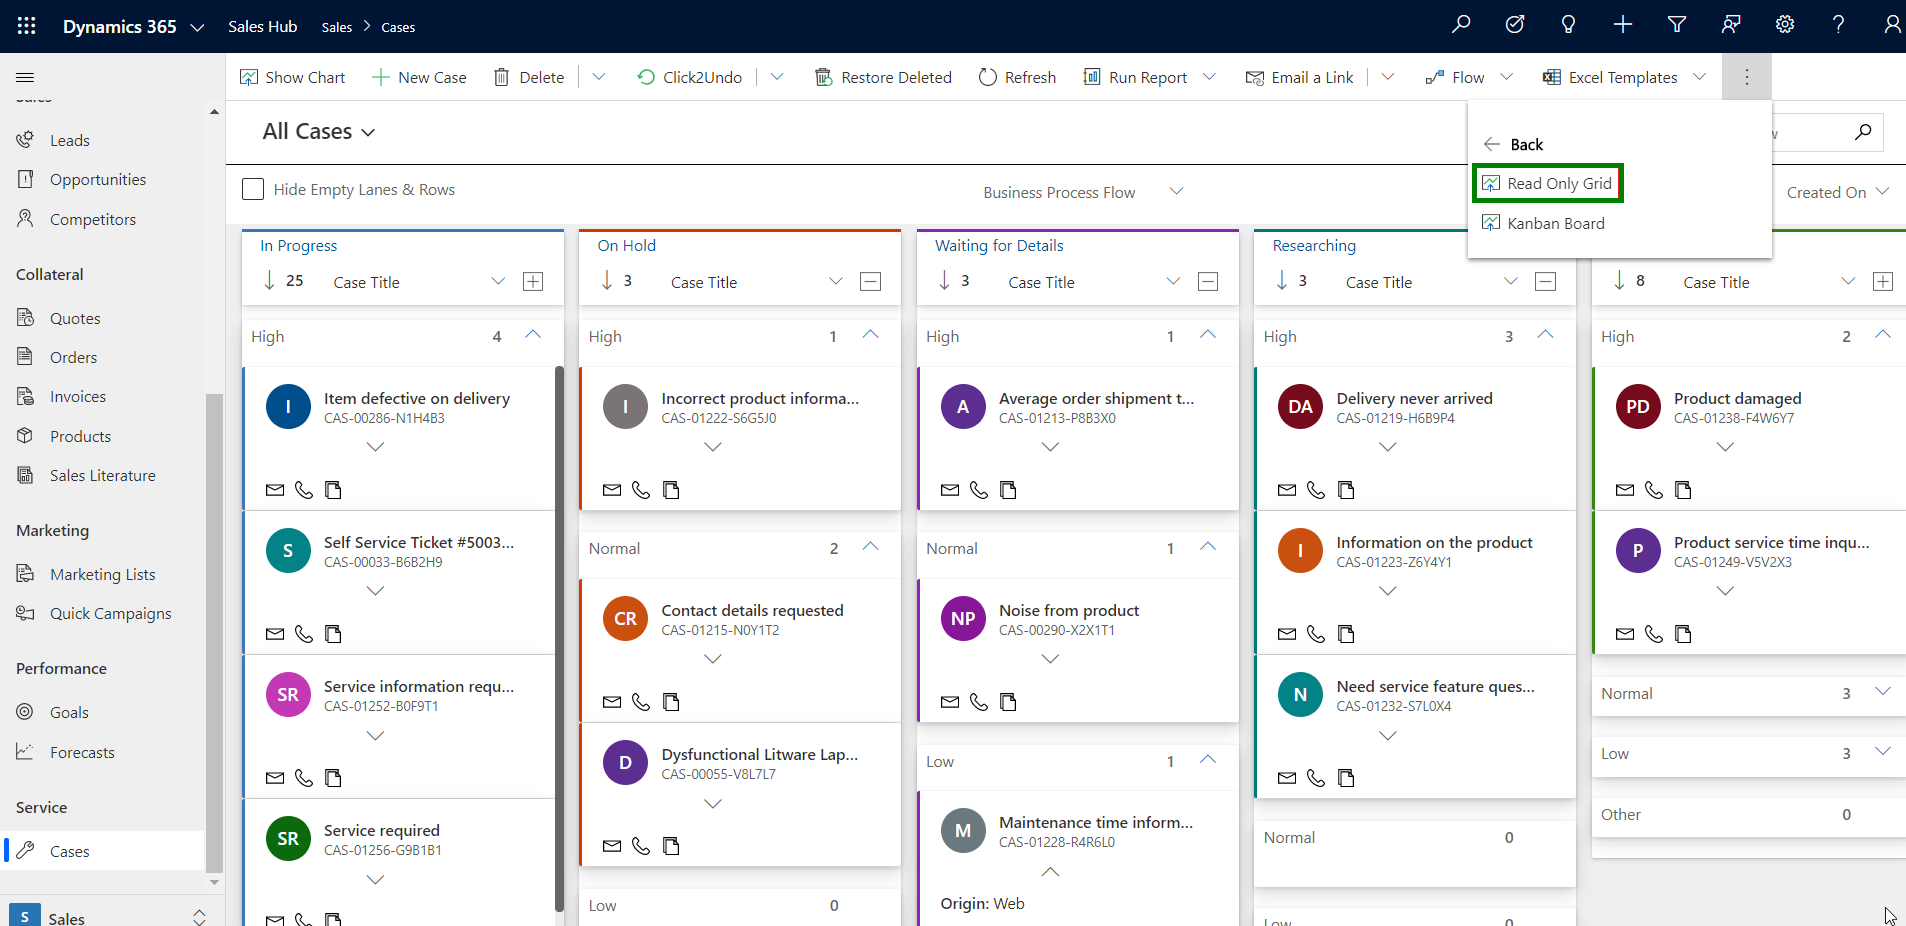 Dynamics 365
Sales Hub
Sales > Cases
Show Chart
New Case
Delete
Click2Undo
Restore Deleted
Refresh
Run Report
Email a Link
Flow
Excel Templates
Leads
Opportunities
Competitors
Collateral
Quotes
Orders
Invoices
Products
Sales Literature
Marketing
Marketing Lists
Quick Campaigns
Performance
Goals
Forecasts
Service
Cases
S Sales
All Cases
Back
Read Only Grid
Kanban Board
Hide Empty Lanes & Rows
Business Process Flow
Created On
In Progress
25 Case Title
High 4
I
Item defective on delivery
CAS-00286-N1H4B3
S
Self Service Ticket #5003...
CAS-00033-B6B2H9
SR
Service information requ...
CAS-01252-B0F9T1
SR
Service required
CAS-01256-G9B1B1
On Hold
3 Case Title
High 1
I
Incorrect product informa...
CAS-01222-S6G5J0
Normal 2
CR
Contact details requested
CAS-01215-N0Y1T2
D
Dysfunctional Litware Lap...
CAS-00055-V8L7L7
Low 0
Waiting for Details
3 Case Title
High 1
A
Average order shipment t...
CAS-01213-P8B3X0
Normal 1
NP
Noise from product
CAS-00290-X2X1T1
Low 1
M
Maintenance time inform...
CAS-01228-R4R6L0
Origin: Web
Researching
3 Case Title
High 3
DA
Delivery never arrived
CAS-01219-H6B9P4
I
Information on the product
CAS-01223-Z6Y4Y1
N
Need service feature ques...
CAS-01232-S7L0X4
Normal 0
Low 0
8 Case Title
High 2
PD
Product damaged
CAS-01238-F4W6Y7
P
Product service time inqu...
CAS-01249-V5V2X3
Normal 3
Low 3
Other 0